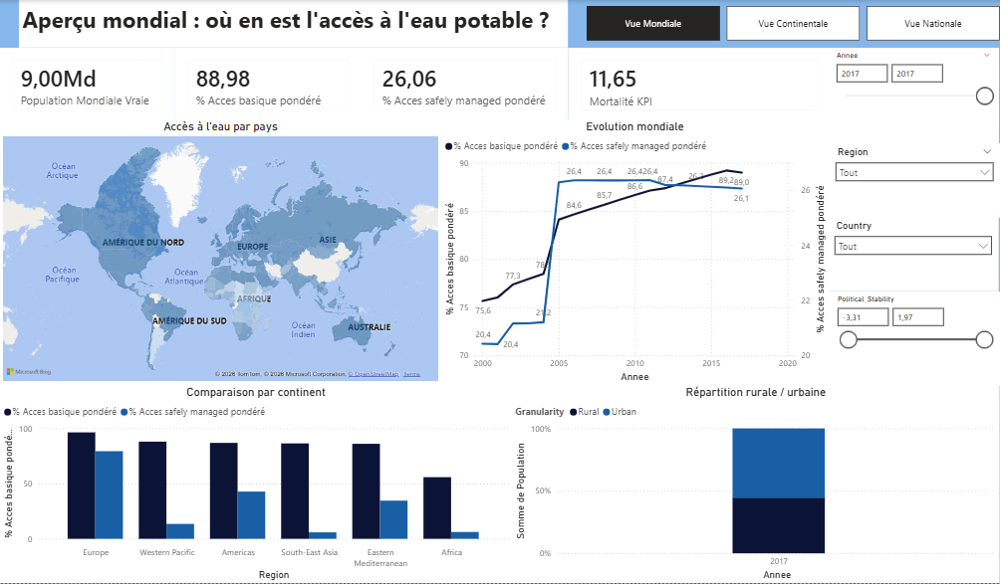 Aperçu mondial : où en est l'accès à l'eau potable ?
Vue Mondiale
Vue Continentale
Vue Nationale
9,00Md
Population Mondiale Vraie
88,98
% Acces basique pondéré
26,06
% Acces safely managed pondéré
11,65
Mortalité KPI
Annee
2017
2017
Region
Tout
Country
Tout
Political_Stability
-3,31
1,97
Accès à l'eau par pays
Océan
Arctique
AMÉRIQUE DU NORD
EUROPE
ASIE
Océan
Pacifique
Océan
Atlantique
AFRIQUE
AMÉRIQUE DU SUD
Océan
Indien
AUSTRALIE
Microsoft Bing
© 2026 TomTom, © 2026 Microsoft Corporation, © OpenStreetMap Terms
Evolution mondiale
% Acces basique pondéré
% Acces safely managed pondéré
% Acces basique pondéré
90
85
80
75
70
75,6
77,3
78
84,6
85,7
86,6
87,4
89,2
89,0
20,4
20,4
21,2
26,4
26,4
26,4
26,4
26,2
26,1
26
24
22
20
% Acces safely managed pondéré
2000
2005
2010
2015
2020
Annee
Comparaison par continent
% Acces basique pondéré
% Acces safely managed pondéré
% Acces basique pondé...
100
50
0
Europe
Western Pacific
Americas
South-East Asia
Eastern
Mediterranean
Africa
Region
Répartition rurale / urbaine
Granularity
Rural
Urban
Somme de Population
100%
50%
0%
2017
Annee